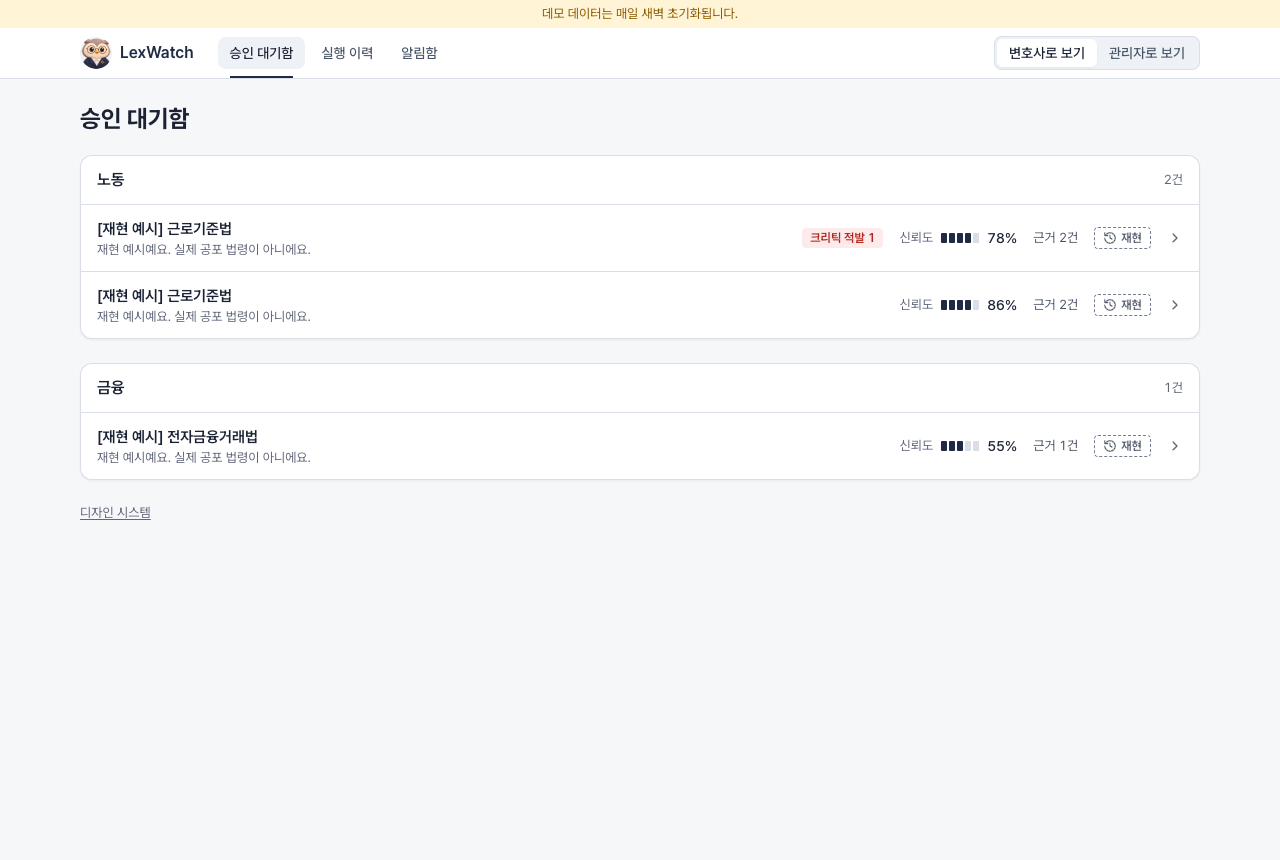 데모 데이터는 매일 새벽 초기화됩니다.
LexWatch 승인 대기함 실행 이력 알림함 변호사로 보기 관리자로 보기
승인 대기함
노동 2건
[재현 예시] 근로기준법
재현 예시예요. 실제 공포 법령이 아니에요.
크리틱 적발 1 신뢰도 78% 근거 2건 재현
[재현 예시] 근로기준법
재현 예시예요. 실제 공포 법령이 아니에요.
신뢰도 86% 근거 2건 재현
금융 1건
[재현 예시] 전자금융거래법
재현 예시예요. 실제 공포 법령이 아니에요.
신뢰도 55% 근거 1건 재현
디자인 시스템